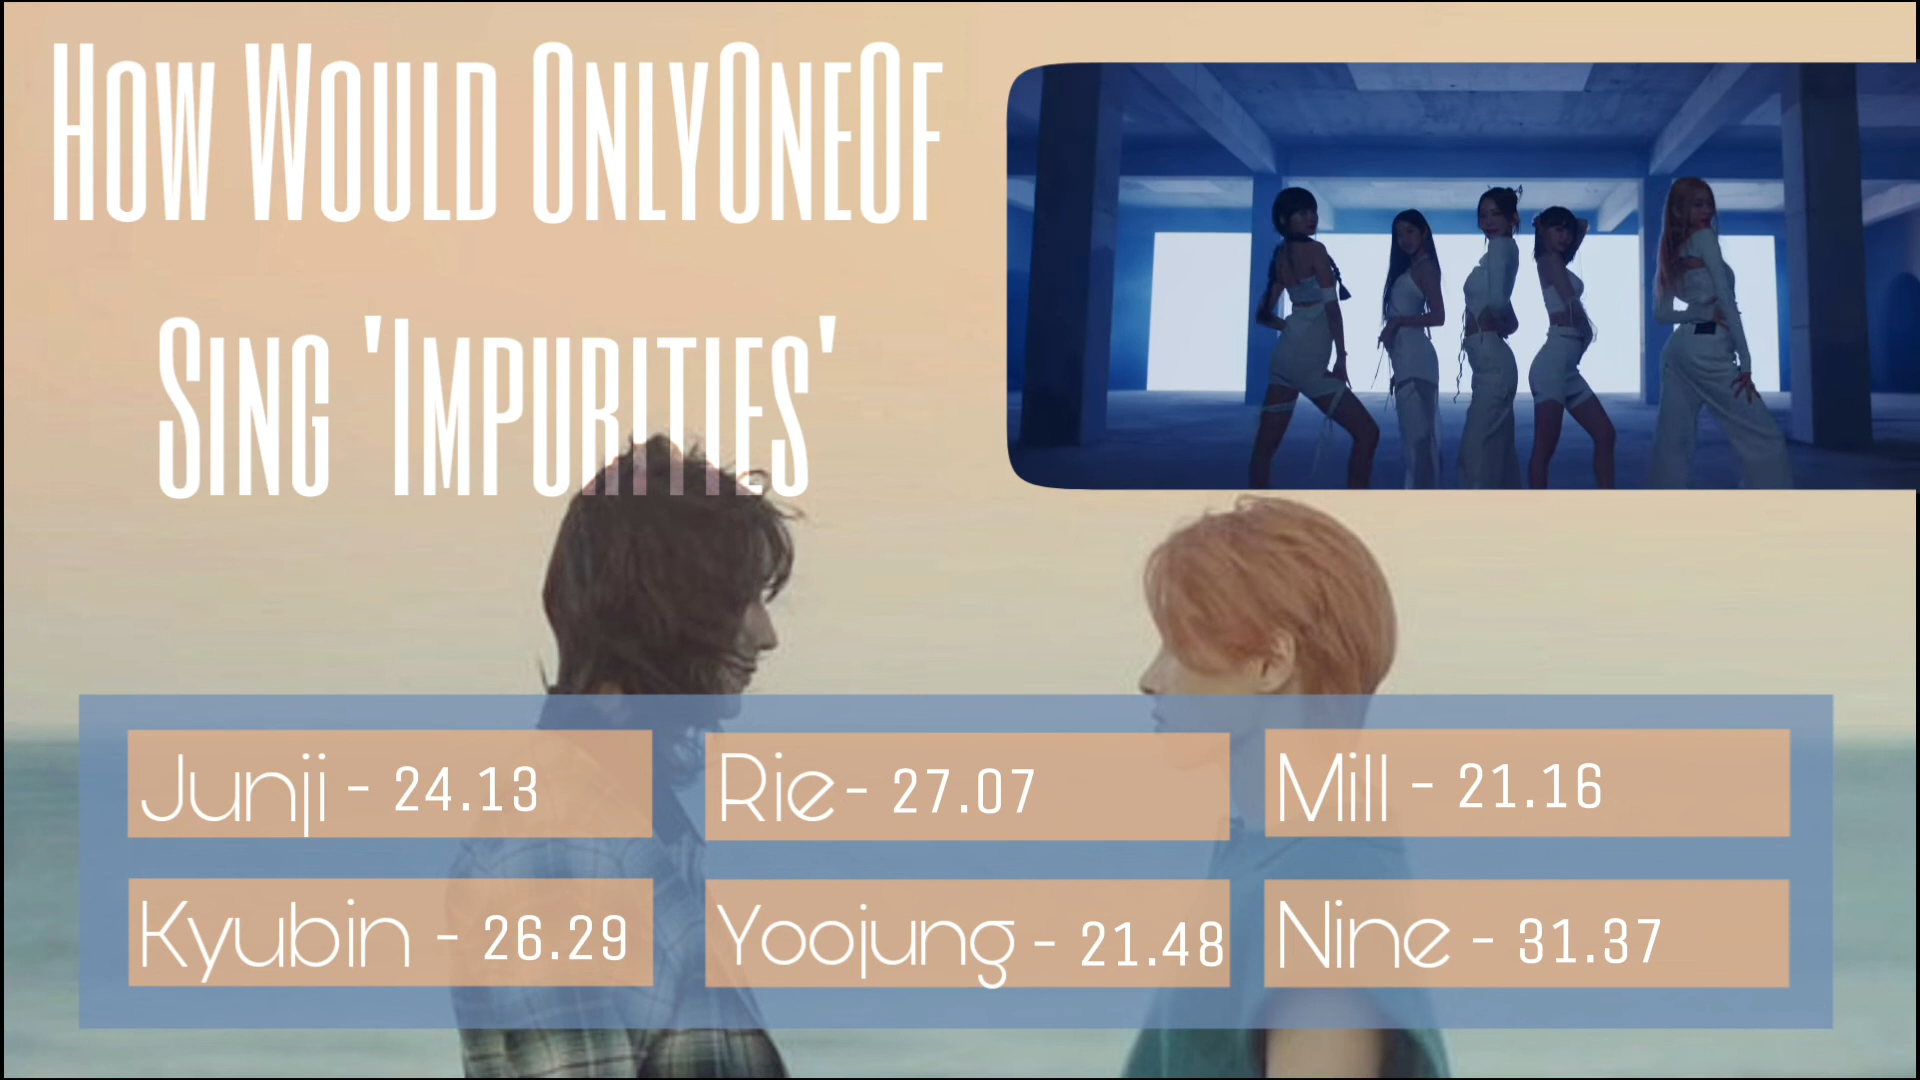 How Would OnlyOneOf
Sing 'Impurities'
Junji - 24.13
Rie - 27.07
Mill - 21.16
Kyubin - 26.29
Yoojung - 21.48
Nine - 31.37